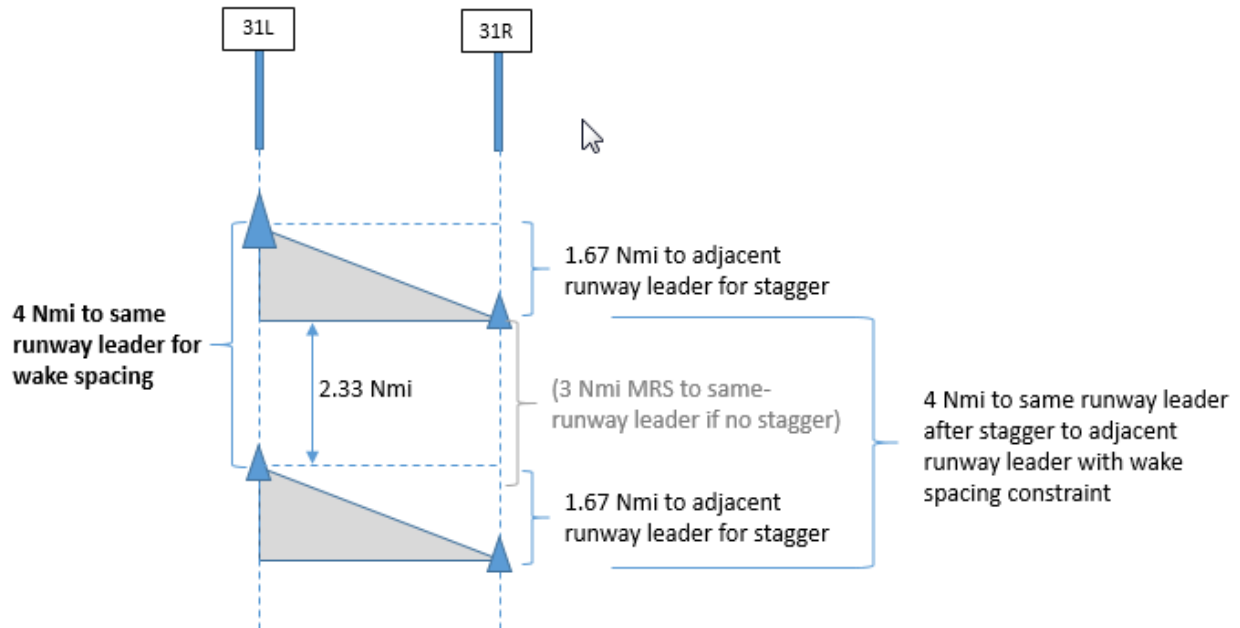 31L
31R
1.67 Nmi to adjacent
runway leader for stagger
4 Nmi to same
runway leader for
wake spacing
2.33 Nmi
(3 Nmi MRS to same-
runway leader if no stagger)
4 Nmi to same runway leader
after stagger to adjacent
runway leader with wake
spacing constraint
1.67 Nmi to adjacent
runway leader for stagger